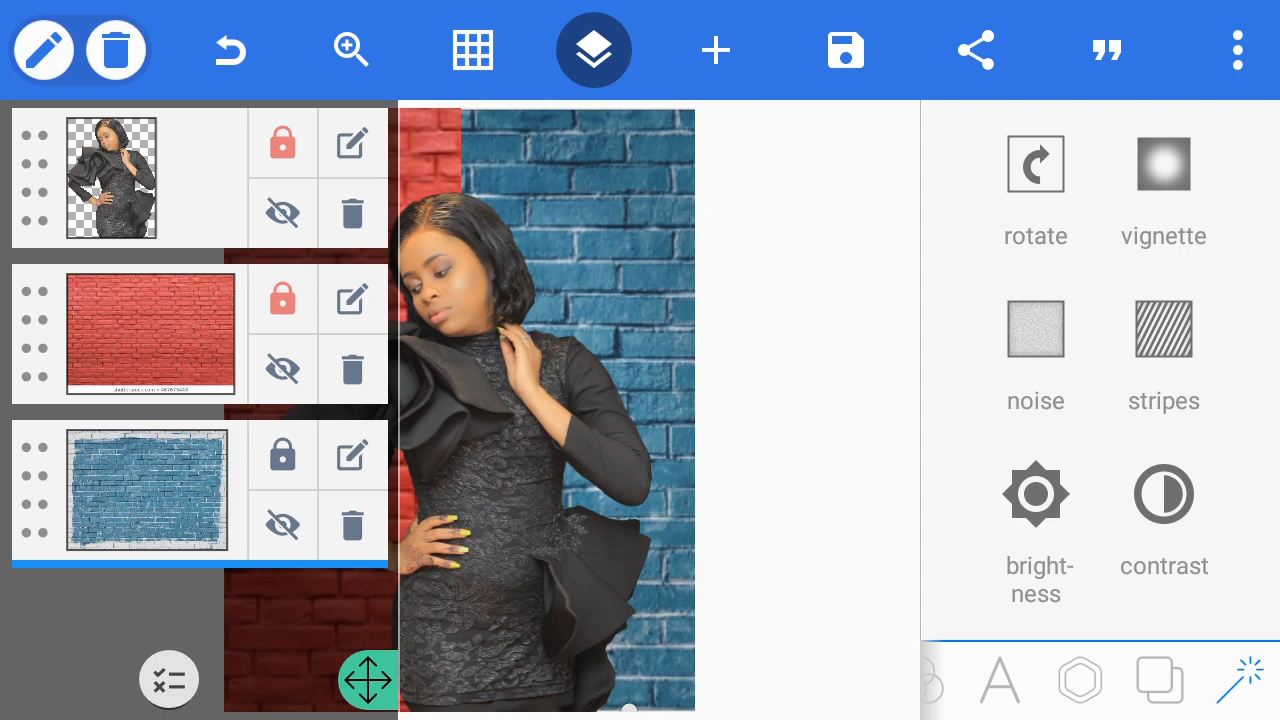 rotate
vignette
noise
stripes
bright-
ness
contrast